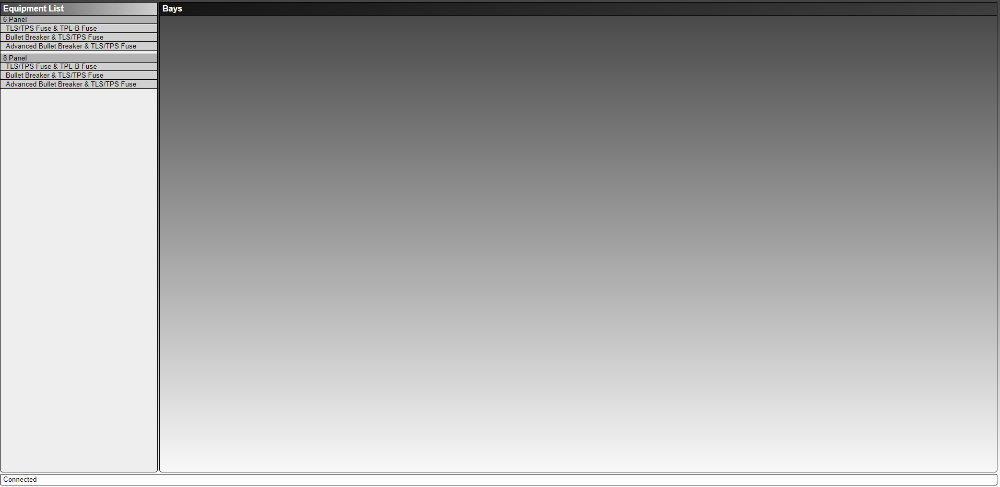 Equipment List
6 Panel
TLS/TPS Fuse & TPL-B Fuse
Bullet Breaker & TLS/TPS Fuse
Advanced Bullet Breaker & TLS/TPS Fuse
8 Panel
TLS/TPS Fuse & TPL-B Fuse
Bullet Breaker & TLS/TPS Fuse
Advanced Bullet Breaker & TLS/TPS Fuse
Bays
Connected